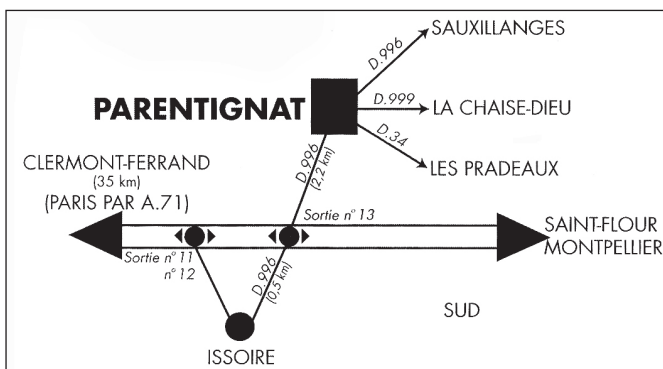 SAUXILLANGES
D.996
PARENTIGNAT
D.999
LA CHAISE-DIEU
D.34
LES PRADEAUX
CLERMONT-FERRAND
(35 km)
(PARIS PAR A.71)
D.996
(2,2 km)
Sortie n° 13
SAINT-FLOUR
MONTPELLIER
Sortie n° 11
n° 12
D.996
(0,5 km)
SUD
ISSOIRE